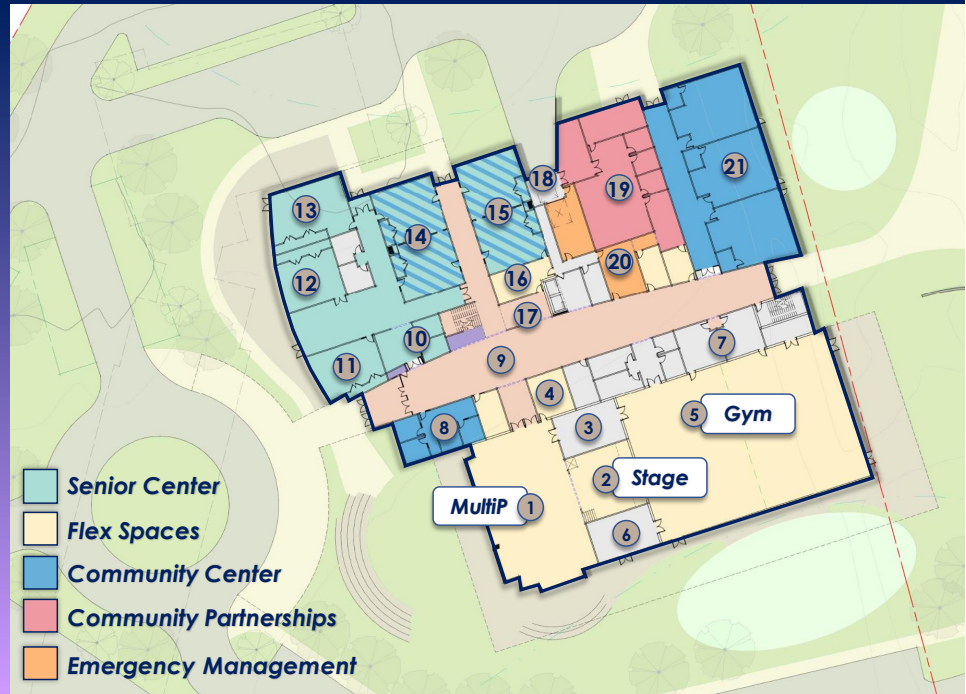 13
14
15
18
19
21
12
16
20
17
10
11
9
7
4
8
3
5 Gym
2 Stage
MultiP 1
6
Senior Center
Flex Spaces
Community Center
Community Partnerships
Emergency Management